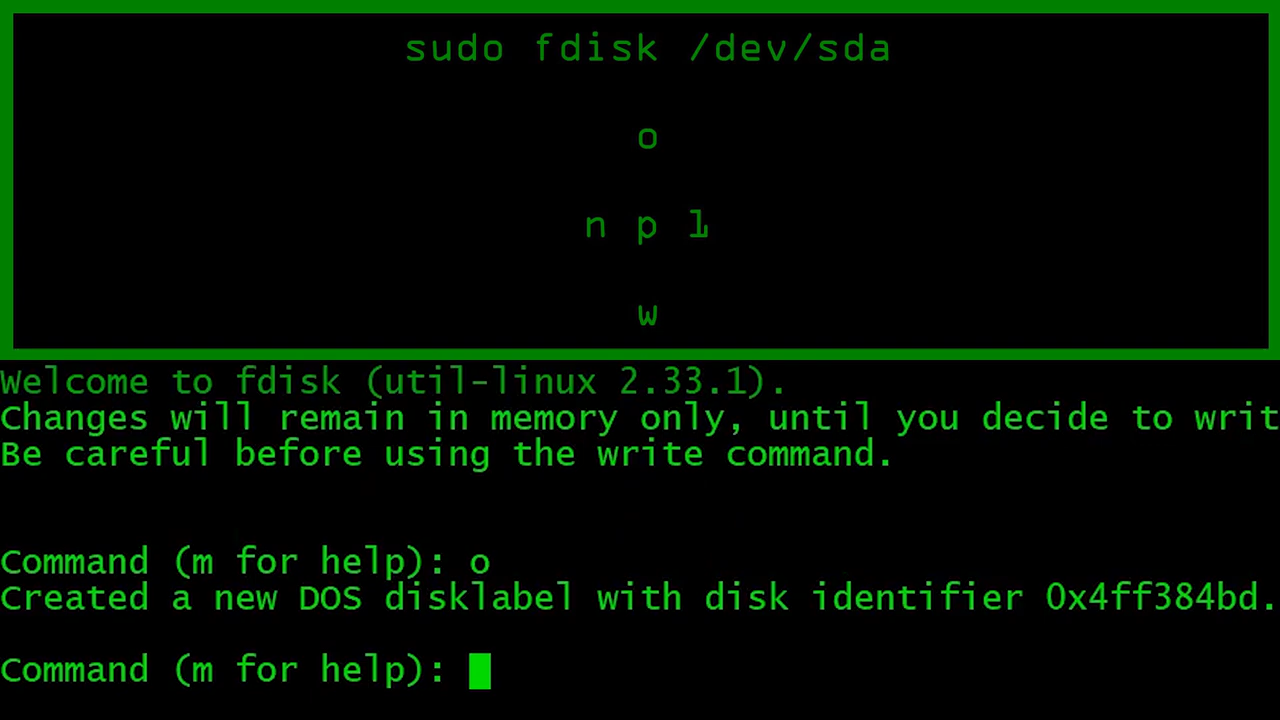 sudo fdisk /dev/sda
o
n p 1
w
Welcome to fdisk (util-linux 2.33.1).
Changes will remain in memory only, until you decide to writ
Be careful before using the write command.
Command (m for help): o
Created a new DOS disklabel with disk identifier 0x4ff384bd.
Command (m for help):